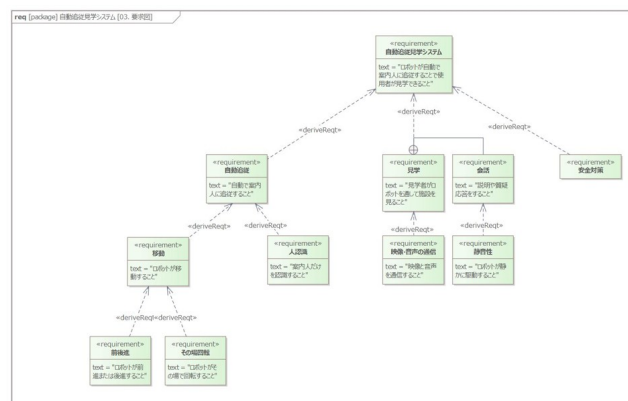 req [package] 自動追従見学システム [03. 要求図]
«requirement»
自動追従見学システム
text = "ロボットが自動で
案内人に追従することで使
用者が見学できること"
«deriveReqt»
«deriveReqt»
«deriveReqt»
«requirement»
自動追従
text = "自動で案内
人に追従すること"
«requirement»
見学
text = "見学者がロ
ボットを通して施設を
見ること"
«requirement»
会話
text = "説明や質疑
応答をすること"
«requirement»
安全対策
«deriveReqt»
«deriveReqt»
«deriveReqt»
«deriveReqt»
«requirement»
移動
text = "ロボットが移
動すること"
«requirement»
人認識
text = "案内人だけ
を認識すること"
«requirement»
映像・音声の通信
text = "映像と音声
を通信すること"
«requirement»
静音性
text = "ロボットが静
かに駆動すること"
«deriveReqt»
«deriveReqt»
«requirement»
前後進
text = "ロボットが前
進または後進すること"
«requirement»
その場回転
text = "ロボットがそ
の場で回転すること"